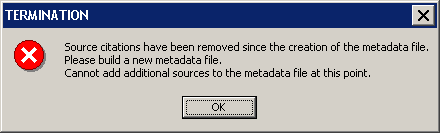 TERMINATION
Source citations have been removed since the creation of the metadata file.
Please build a new metadata file.
Cannot add additional sources to the metadata file at this point.
OK